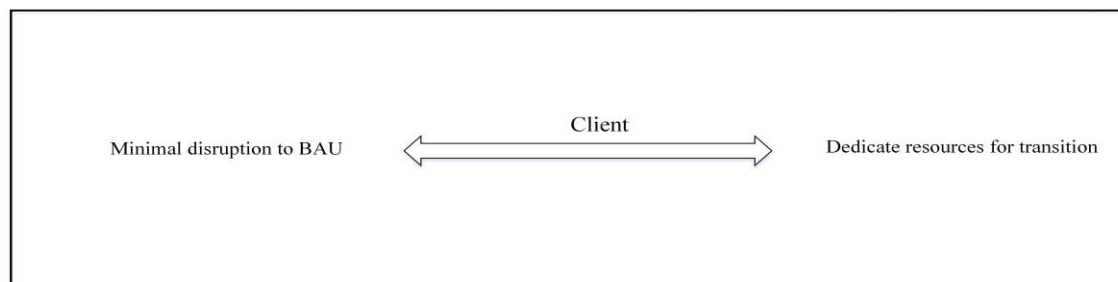 Client
Minimal disruption to BAU
Dedicate resources for transition